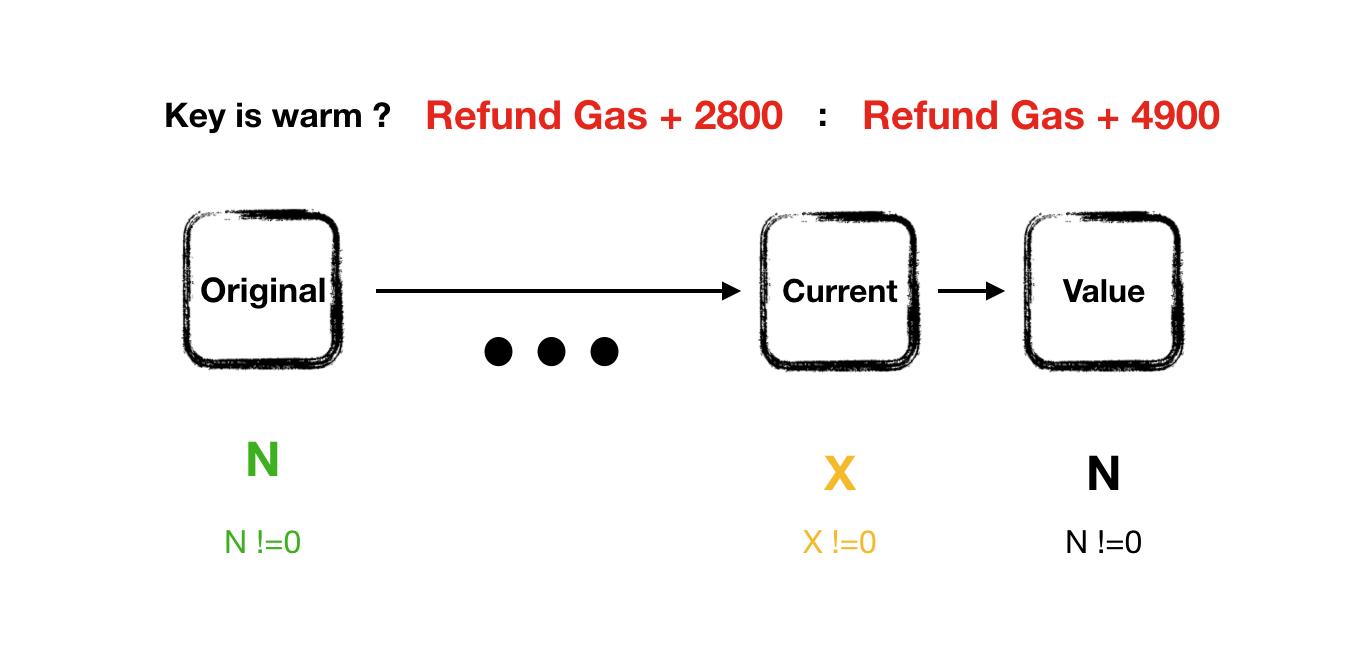 Key is warm ? Refund Gas + 2800 : Refund Gas + 4900
Original Current Value
N X N
N !=0 X !=0 N !=0